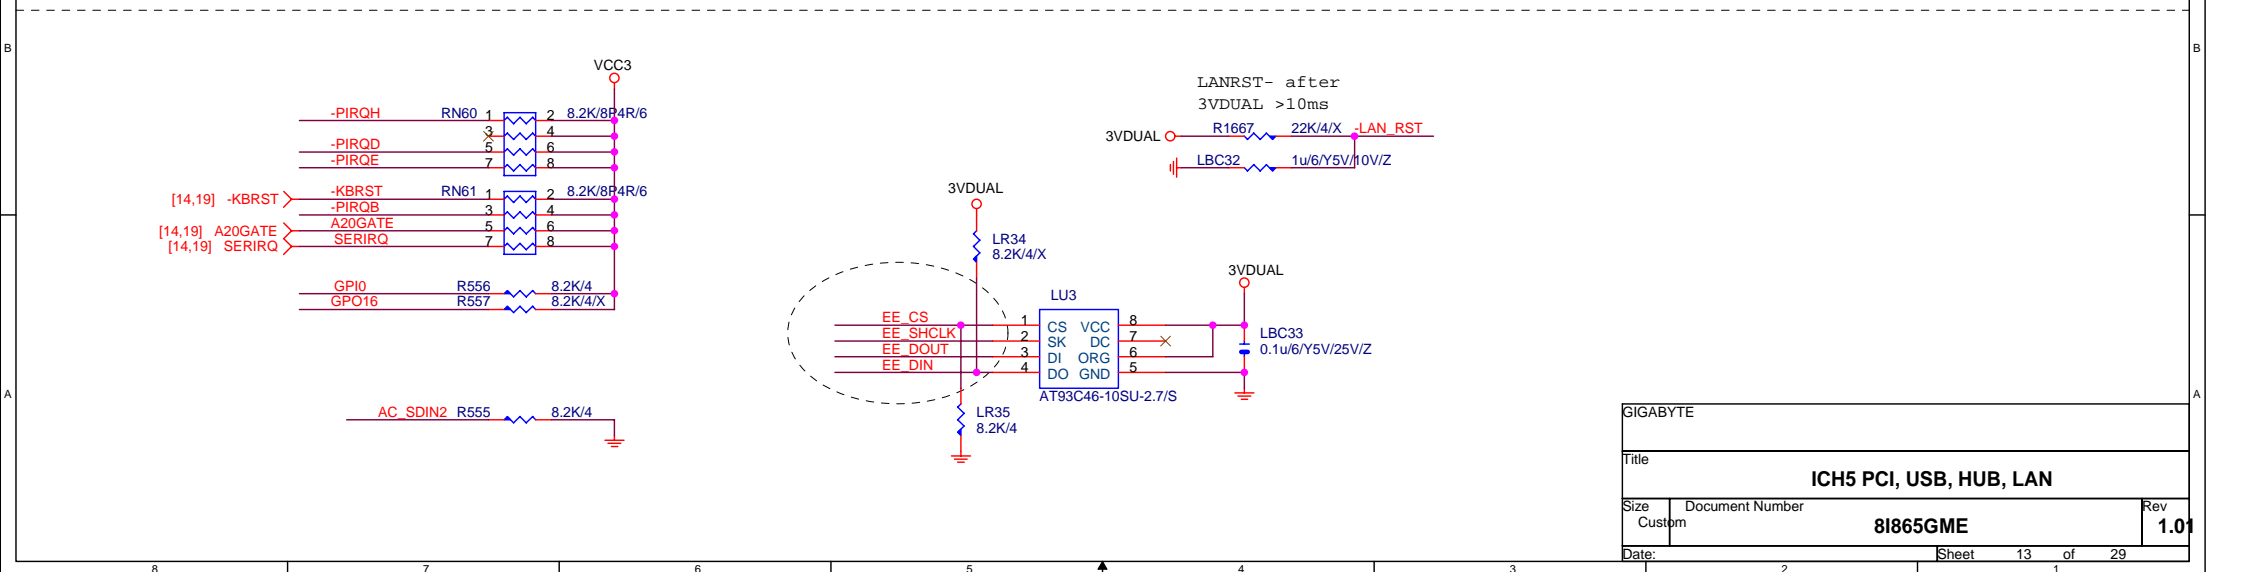 B
B
VCC3
-PIRQH RN60 1 2 8.2K/8P4R/6
3 4
-PIRQD 5 6
-PIRQE 7 8
[14,19] -KBRST -KBRST RN61 1 2 8.2K/8P4R/6
-PIRQB 3 4
[14,19] A20GATE A20GATE 5 6
[14,19] SERIRQ SERIRQ 7 8
GPI0 R556 8.2K/4
GPO16 R557 8.2K/4/X
AC_SDIN2 R555 8.2K/4
LANRST- after
3VDUAL >10ms
3VDUAL R1667 22K/4/X -LAN_RST
LBC32 1u/6/Y5V/10V/Z
3VDUAL
LR34
8.2K/4/X
3VDUAL
LU3
EE_CS 1 CS VCC 8
EE_SHCLK 2 SK DC 7
EE_DOUT 3 DI ORG 6
EE_DIN 4 DO GND 5
AT93C46-10SU-2.7/S
LBC33
0.1u/6/Y5V/25V/Z
LR35
8.2K/4
A
A
GIGABYTE
Title
ICH5 PCI, USB, HUB, LAN
Size Document Number Rev
Custom 8I865GME 1.01
Date: Sheet 13 of 29
8 7 6 5 4 3 2 1